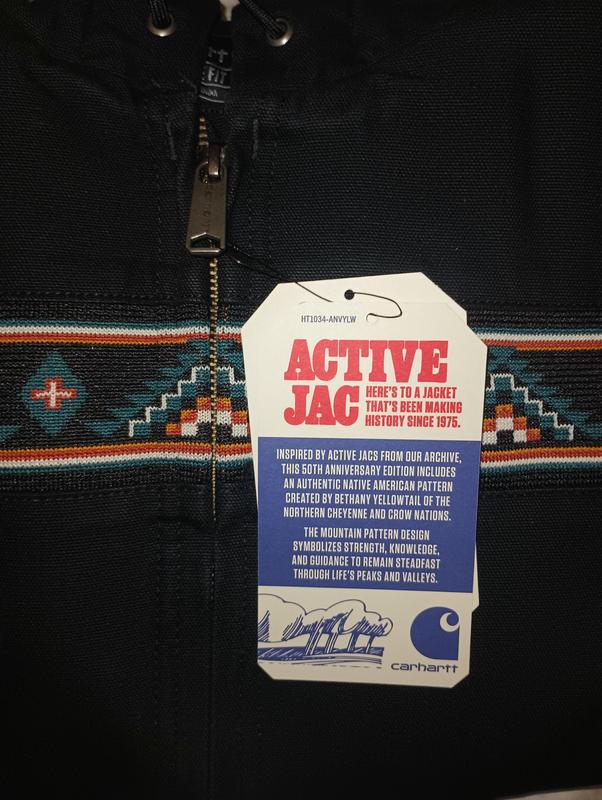 FIT
HT1034-ANVYLW
ACTIVE
JAC
HERE'S TO A JACKET
THAT'S BEEN MAKING
HISTORY SINCE 1975.
INSPIRED BY ACTIVE JACS FROM OUR ARCHIVE,
THIS 50TH ANNIVERSARY EDITION INCLUDES
AN AUTHENTIC NATIVE AMERICAN PATTERN
CREATED BY BETHANY YELLOWTAIL OF THE
NORTHERN CHEYENNE AND CROW NATIONS.
THE MOUNTAIN PATTERN DESIGN
SYMBOLIZES STRENGTH, KNOWLEDGE,
AND GUIDANCE TO REMAIN STEADFAST
THROUGH LIFE'S PEAKS AND VALLEYS.
carhartt